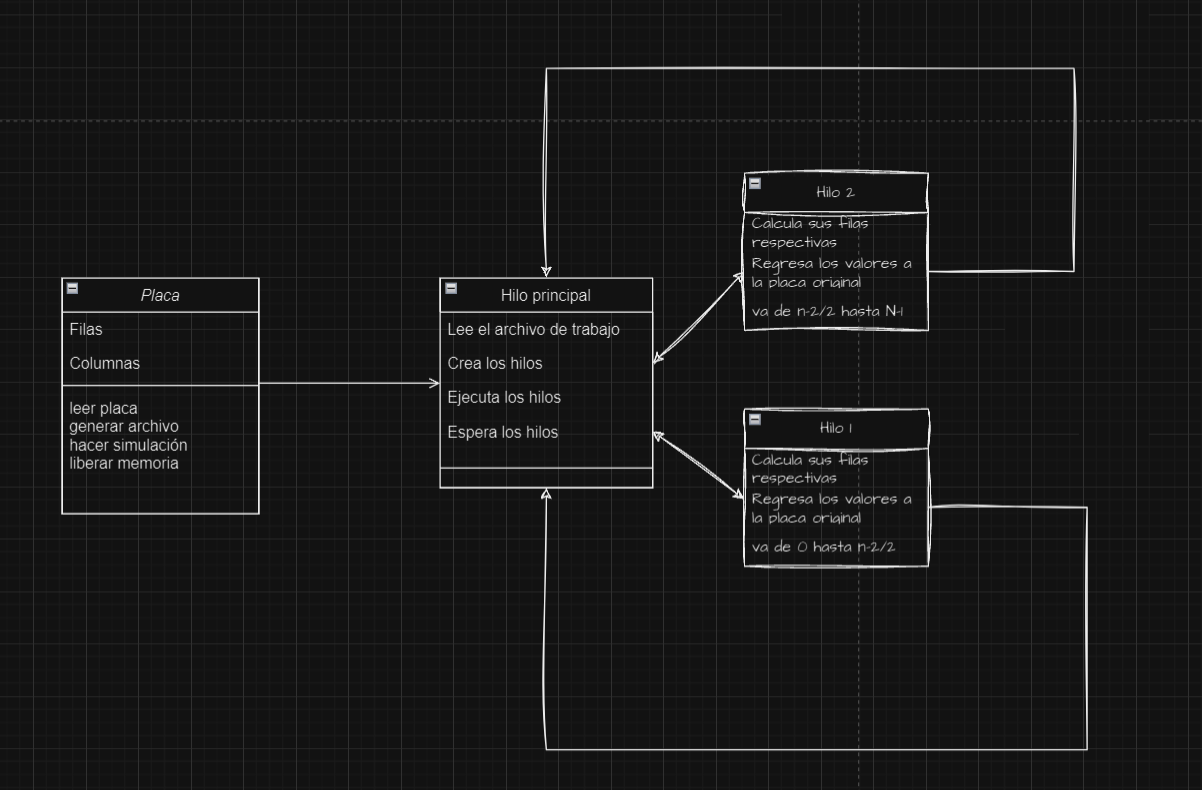 Placa
Filas
Columnas
leer placa
generar archivo
hacer simulación
liberar memoria
Hilo principal
Lee el archivo de trabajo
Crea los hilos
Ejecuta los hilos
Espera los hilos
Hilo 2
Calcula sus filas
respectivas
Regresa los valores a
la placa original
va de n-2/2 hasta N-1
Hilo 1
Calcula sus filas
respectivas
Regresa los valores a
la placa original
va de 0 hasta n-2/2